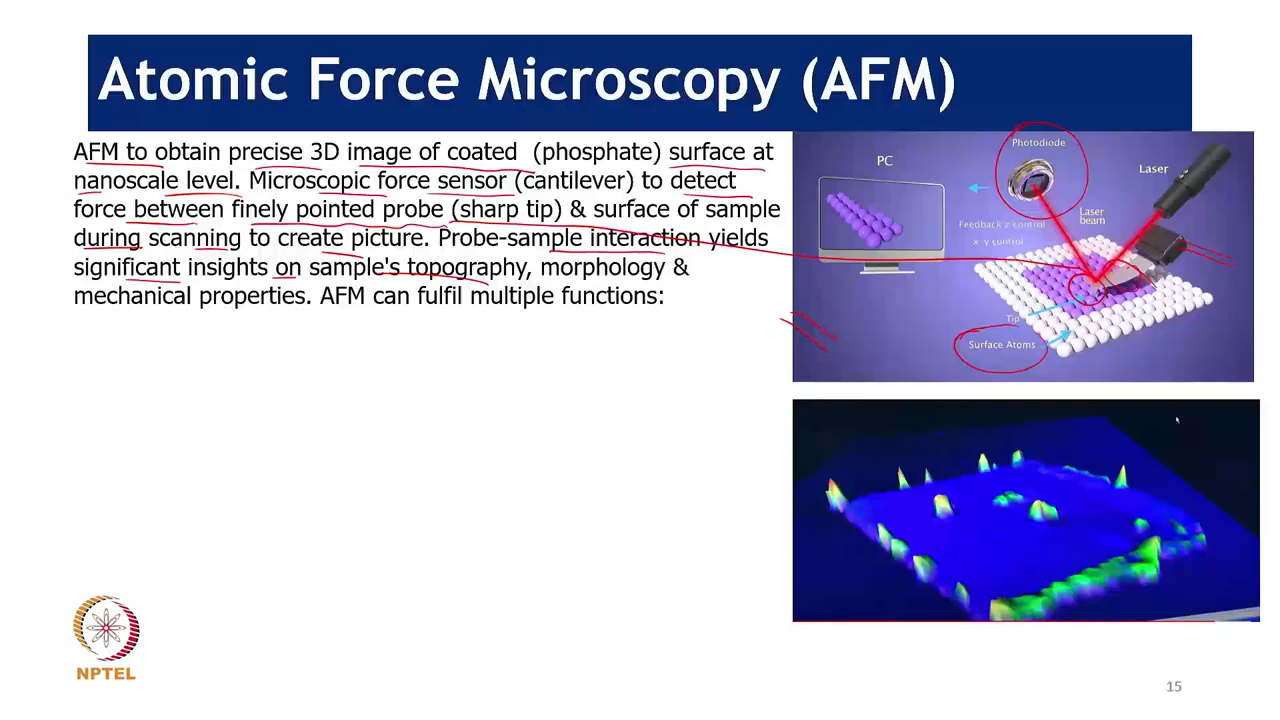 Atomic Force Microscopy (AFM)
AFM to obtain precise 3D image of coated (phosphate) surface at
nanoscale level. Microscopic force sensor (cantilever) to detect
force between finely pointed probe (sharp tip) & surface of sample
during scanning to create picture. Probe-sample interaction yields
significant insights on sample's topography, morphology &
mechanical properties. AFM can fulfil multiple functions:
PC
Photodiode
Laser
Laser
beam
Feedback z control
x y control
Tip
Surface Atoms
NPTEL
15